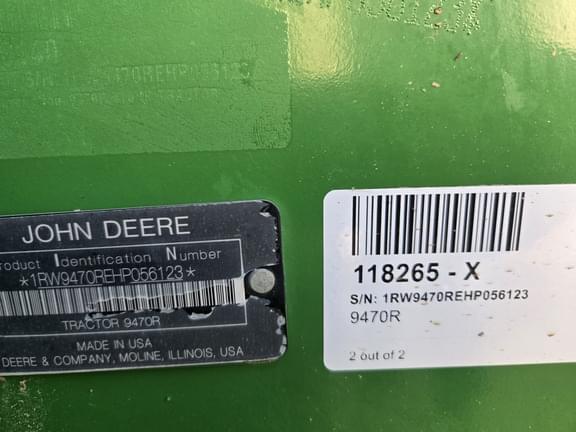 JOHN DEERE
Product Identification Number
*1RW9470REHP056123*
TRACTOR 9470R
MADE IN USA
DEERE & COMPANY, MOLINE, ILLINOIS, USA
118265 - X
S/N: 1RW9470REHP056123
9470R
2 out of 2